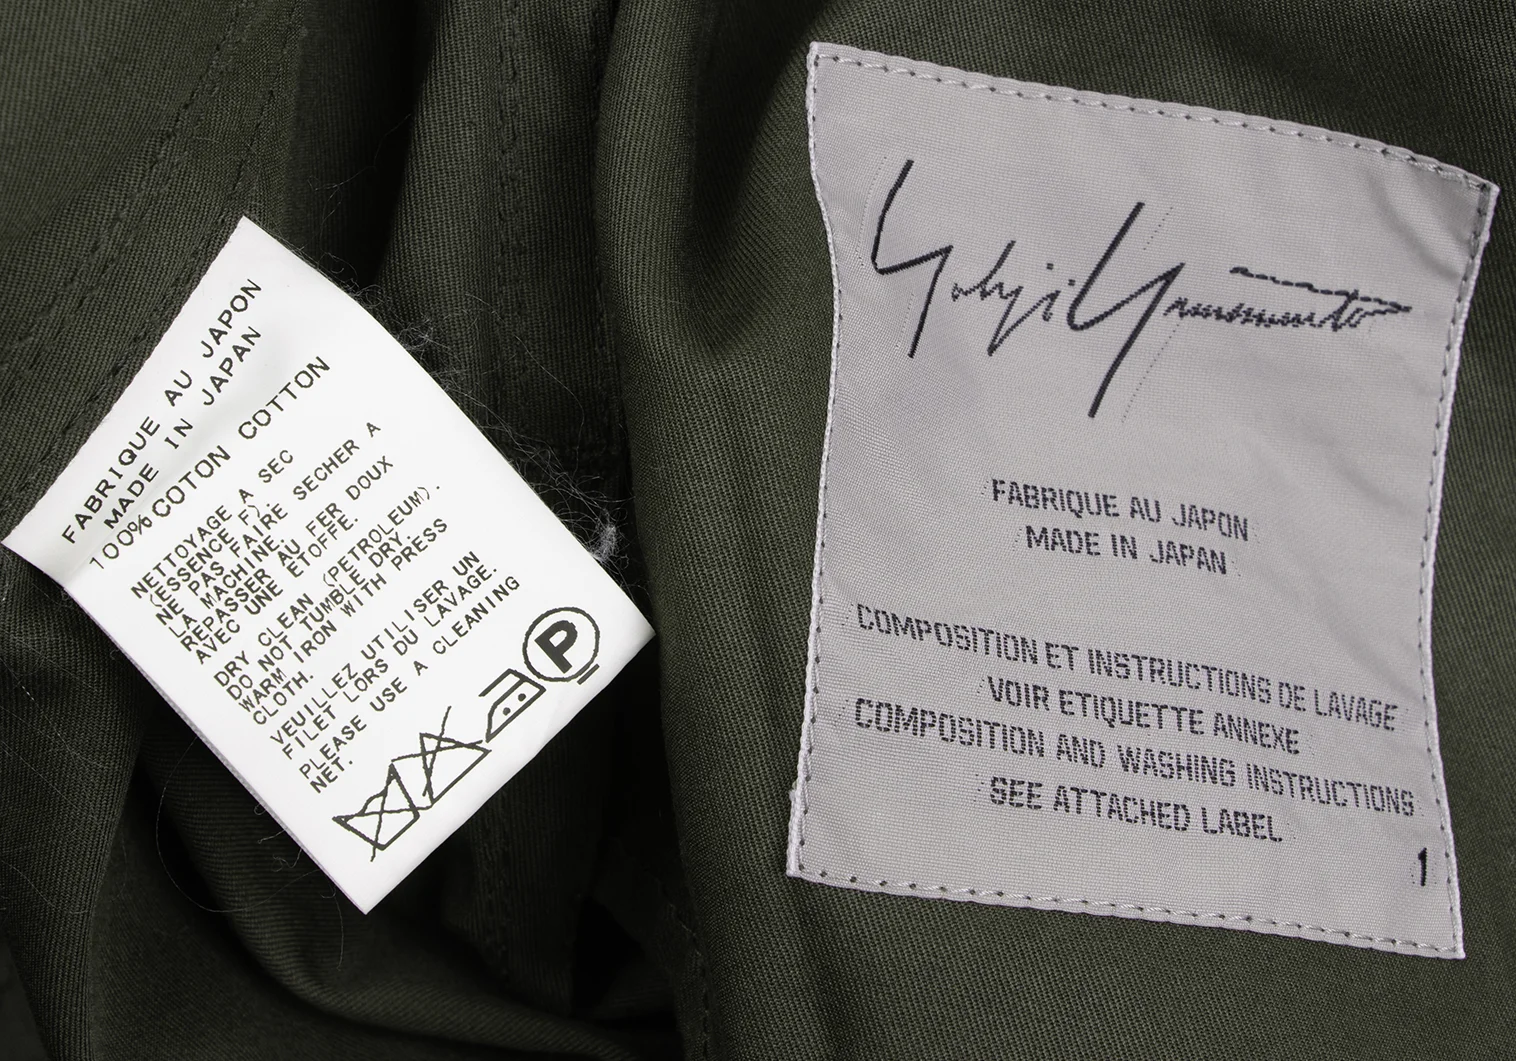 FABRIQUE AU JAPON
MADE IN JAPAN
100% COTON COTTON
NETTOYAGE A SEC
(ESSENCE F).
NE PAS FAIRE SECHER A
LA MACHINE.
REPASSER AU FER DOUX
AVEC UNE ETOFFE.
DRY CLEAN (PETROLEUM).
DO NOT TUMBLE DRY.
WARM IRON WITH PRESS
CLOTH.
VEUILLEZ UTILISER UN
FILET LORS DU LAVAGE.
PLEASE USE A CLEANING
NET.
P
Yohji Yamamoto
FABRIQUE AU JAPON
MADE IN JAPAN
COMPOSITION ET INSTRUCTIONS DE LAVAGE
VOIR ETIQUETTE ANNEXE
COMPOSITION AND WASHING INSTRUCTIONS
SEE ATTACHED LABEL
1